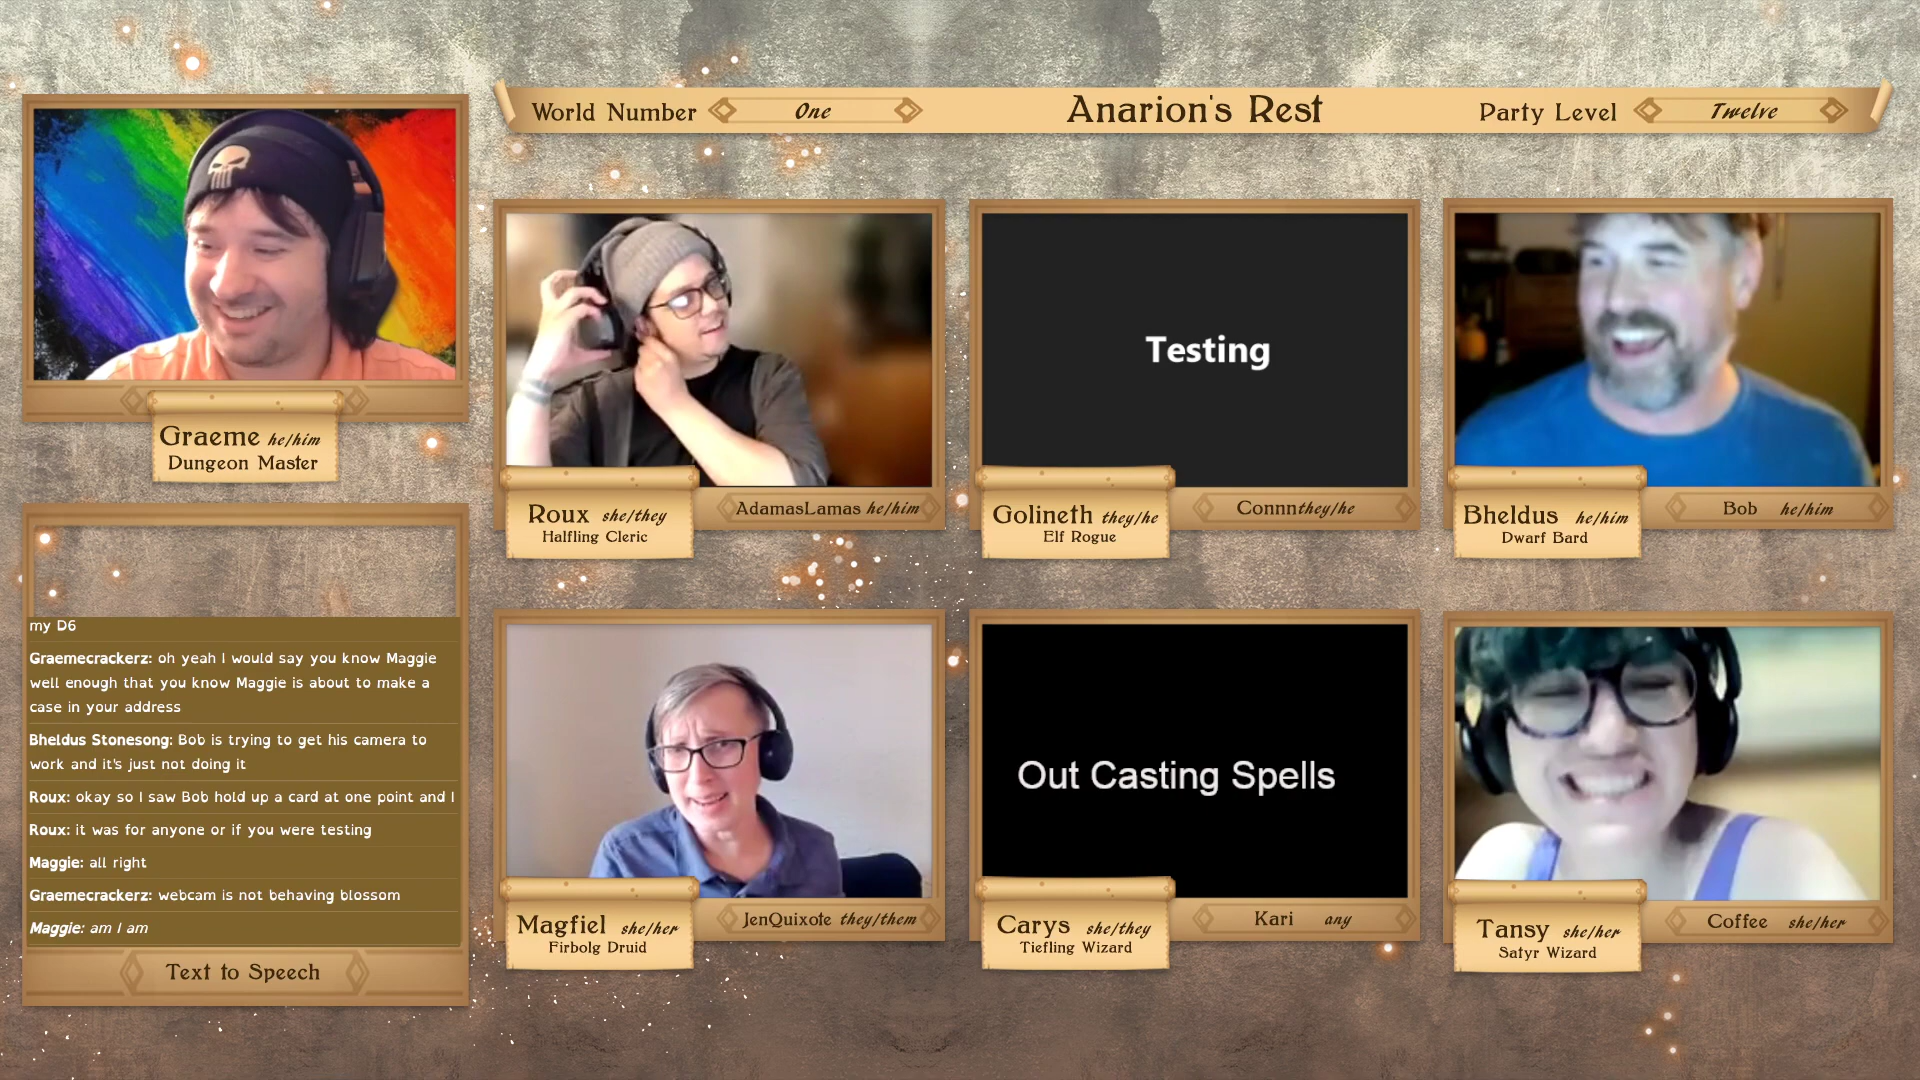 World Number One Anarion's Rest Party Level Twelve
Graeme he/him
Dungeon Master
Testing
Roux she/they
Halfling Cleric
AdamasLamas he/him
Golineth they/he
Elf Rogue
Connnthey/he
Bheldus he/him
Dwarf Bard
Bob he/him
my D6
Graemecrackerz: oh yeah I would say you know Maggie
well enough that you know Maggie is about to make a
case in your address
Bheldus Stonesong: Bob is trying to get his camera to
work and it's just not doing it
Roux: okay so I saw Bob hold up a card at one point and I
Roux: it was for anyone or if you were testing
Maggie: all right
Graemecrackerz: webcam is not behaving blossom
Maggie: am I am
Text to Speech
Magfiel she/her
Firbolg Druid
JenQuixote they/them
Out Casting Spells
Carys she/they
Tiefling Wizard
Kari any
Tansy she/her
Satyr Wizard
Coffee she/her